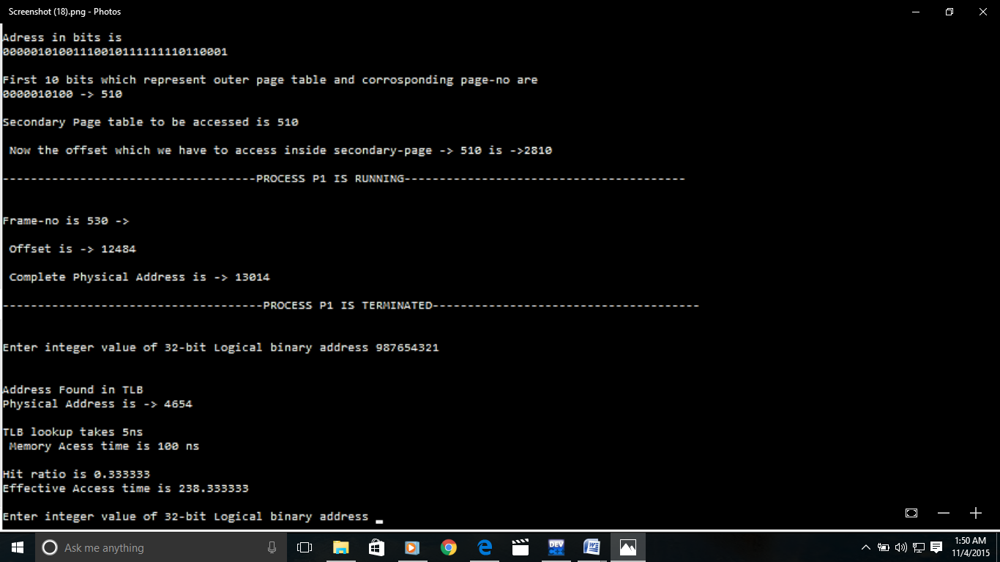 Screenshot (18).png - Photos
Adress in bits is
00000101001110010111111110110001
First 10 bits which represent outer page table and corrosponding page-no are
0000010100 -> 510
Secondary Page table to be accessed is 510
Now the offset which we have to access inside secondary-page -> 510 is ->2810
------------------------------------PROCESS P1 IS RUNNING----------------------------------------
Frame-no is 530 ->
Offset is -> 12484
Complete Physical Address is -> 13014
-------------------------------------PROCESS P1 IS TERMINATED--------------------------------------
Enter integer value of 32-bit Logical binary address 987654321
Address Found in TLB
Physical Address is -> 4654
TLB lookup takes 5ns
Memory Acess time is 100 ns
Hit ratio is 0.333333
Effective Access time is 238.333333
Enter integer value of 32-bit Logical binary address _
Ask me anything
DEV
1:50 AM
11/4/2015